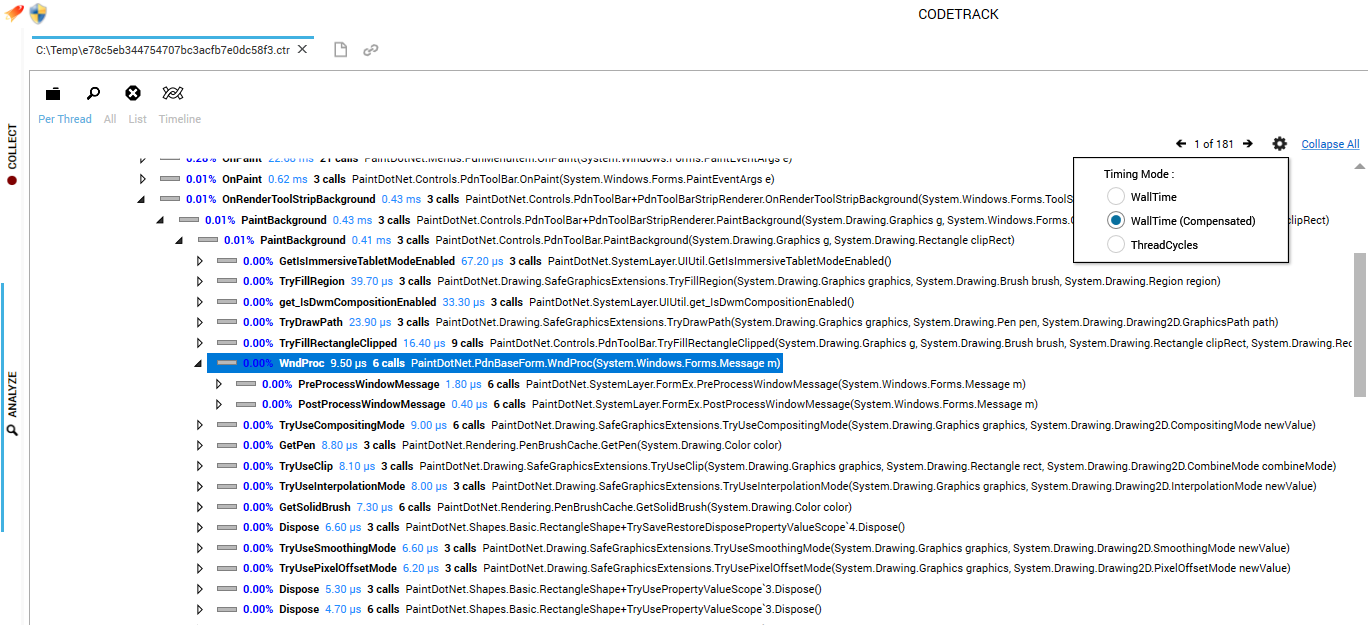 CODETRACK
C:\Temp\e78c5eb344754707bc3acfb7e0dc58f3.ctr
COLLECT
ANALYZE
Per Thread All List Timeline
1 of 181 Collapse All
Timing Mode :
WallTime
WallTime (Compensated)
ThreadCycles
0.28% OnPaint 22.60 ms 21 calls PaintDotNet.Menus.PdnMenuItem.OnPaint(System.Windows.Forms.PaintEventArgs e)
0.01% OnPaint 0.62 ms 3 calls PaintDotNet.Controls.PdnToolBar.OnPaint(System.Windows.Forms.PaintEventArgs e)
0.01% OnRenderToolStripBackground 0.43 ms 3 calls PaintDotNet.Controls.PdnToolBar+PdnToolBarStripRenderer.OnRenderToolStripBackground(System.Windows.Forms.ToolS
0.01% PaintBackground 0.43 ms 3 calls PaintDotNet.Controls.PdnToolBar+PdnToolBarStripRenderer.PaintBackground(System.Drawing.Graphics g, System.Windows.Forms. clipRect)
0.01% PaintBackground 0.41 ms 3 calls PaintDotNet.Controls.PdnToolBar.PaintBackground(System.Drawing.Graphics g, System.Drawing.Rectangle clipRect)
0.00% GetIsImmersiveTabletModeEnabled 67.20 µs 3 calls PaintDotNet.SystemLayer.UIUtil.GetIsImmersiveTabletModeEnabled()
0.00% TryFillRegion 39.70 µs 3 calls PaintDotNet.Drawing.SafeGraphicsExtensions.TryFillRegion(System.Drawing.Graphics graphics, System.Drawing.Brush brush, System.Drawing.Region region)
0.00% get_IsDwmCompositionEnabled 33.30 µs 3 calls PaintDotNet.SystemLayer.UIUtil.get_IsDwmCompositionEnabled()
0.00% TryDrawPath 23.90 µs 3 calls PaintDotNet.Drawing.SafeGraphicsExtensions.TryDrawPath(System.Drawing.Graphics graphics, System.Drawing.Pen pen, System.Drawing.Drawing2D.GraphicsPath path)
0.00% TryFillRectangleClipped 16.40 µs 9 calls PaintDotNet.Controls.PdnToolBar.TryFillRectangleClipped(System.Drawing.Graphics g, System.Drawing.Brush brush, System.Drawing.Rectangle rect, System.Drawing.Rec
0.00% WndProc 9.50 µs 6 calls PaintDotNet.PdnBaseForm.WndProc(System.Windows.Forms.Message m)
0.00% PreProcessWindowMessage 1.80 µs 6 calls PaintDotNet.SystemLayer.FormEx.PreProcessWindowMessage(System.Windows.Forms.Message m)
0.00% PostProcessWindowMessage 0.40 µs 6 calls PaintDotNet.SystemLayer.FormEx.PostProcessWindowMessage(System.Windows.Forms.Message m)
0.00% TryUseCompositingMode 9.00 µs 6 calls PaintDotNet.Drawing.SafeGraphicsExtensions.TryUseCompositingMode(System.Drawing.Graphics graphics, System.Drawing.Drawing2D.CompositingMode newValue)
0.00% GetPen 8.80 µs 3 calls PaintDotNet.Rendering.PenBrushCache.GetPen(System.Drawing.Color color)
0.00% TryUseClip 8.10 µs 3 calls PaintDotNet.Drawing.SafeGraphicsExtensions.TryUseClip(System.Drawing.Graphics graphics, System.Drawing.Rectangle rect, System.Drawing.Drawing2D.CombineMode combineMode)
0.00% TryUseInterpolationMode 8.00 µs 3 calls PaintDotNet.Drawing.SafeGraphicsExtensions.TryUseInterpolationMode(System.Drawing.Graphics graphics, System.Drawing.Drawing2D.InterpolationMode newValue)
0.00% GetSolidBrush 7.30 µs 6 calls PaintDotNet.Rendering.PenBrushCache.GetSolidBrush(System.Drawing.Color color)
0.00% Dispose 6.60 µs 3 calls PaintDotNet.Shapes.Basic.RectangleShape+TrySaveRestoreDisposePropertyValueScope`4.Dispose()
0.00% TryUseSmoothingMode 6.60 µs 3 calls PaintDotNet.Drawing.SafeGraphicsExtensions.TryUseSmoothingMode(System.Drawing.Graphics graphics, System.Drawing.Drawing2D.SmoothingMode newValue)
0.00% TryUsePixelOffsetMode 6.20 µs 3 calls PaintDotNet.Drawing.SafeGraphicsExtensions.TryUsePixelOffsetMode(System.Drawing.Graphics graphics, System.Drawing.Drawing2D.PixelOffsetMode newValue)
0.00% Dispose 5.30 µs 3 calls PaintDotNet.Shapes.Basic.RectangleShape+TryUsePropertyValueScope`3.Dispose()
0.00% Dispose 4.70 µs 6 calls PaintDotNet.Shapes.Basic.RectangleShape+TryUsePropertyValueScope`3.Dispose()